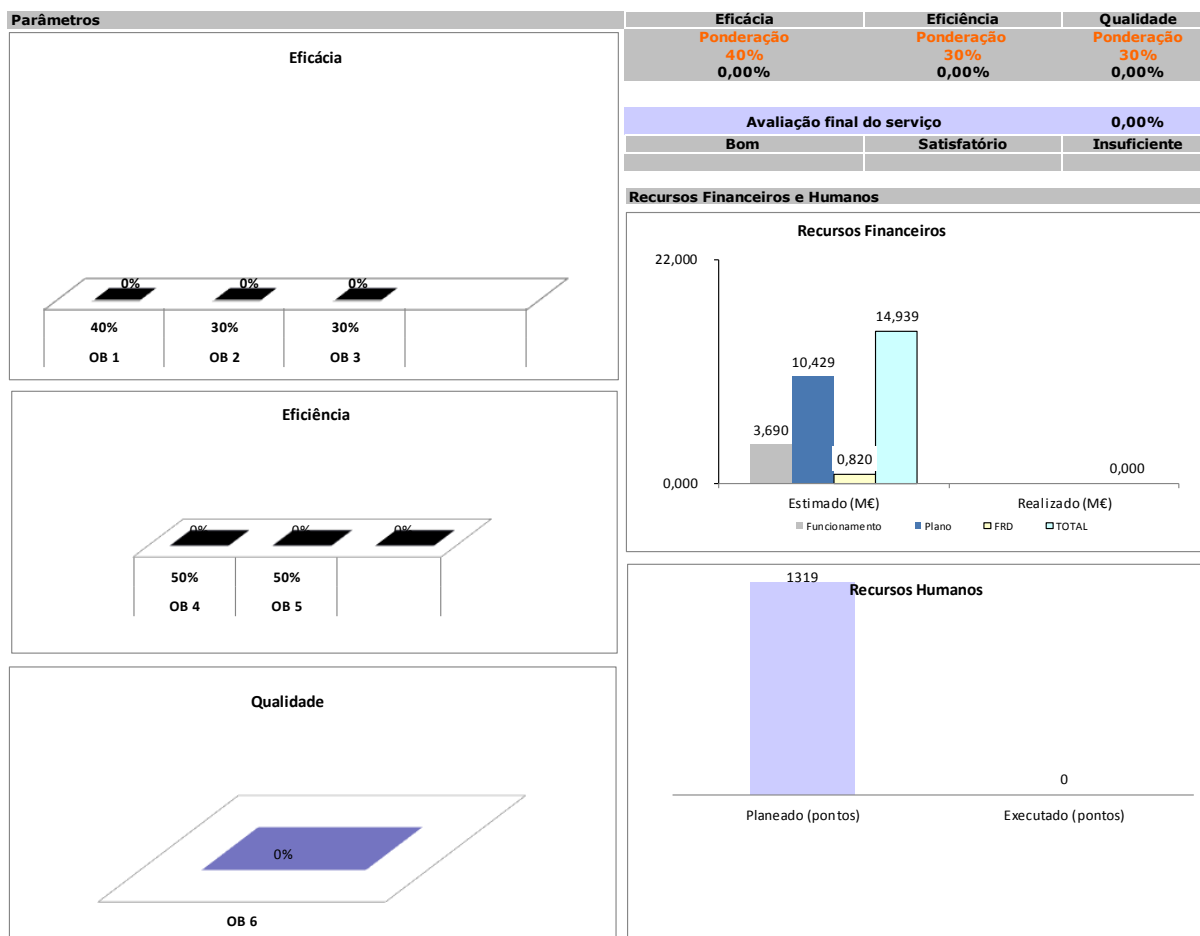 Parâmetros
Eficácia
0% 0% 0%
40% 30% 30%
OB 1 OB 2 OB 3
Eficiência
0% 0% 0%
50% 50%
OB 4 OB 5
Qualidade
0%
OB 6
Eficácia Eficiência Qualidade
Ponderação Ponderação Ponderação
40% 30% 30%
0,00% 0,00% 0,00%
Avaliação final do serviço 0,00%
Bom Satisfatório Insuficiente
Recursos Financeiros e Humanos
Recursos Financeiros
22,000
14,939
10,429
3,690
0,820
0,000
0,000
Estimado (M€) Realizado (M€)
Funcionamento Plano FRD TOTAL
1319
Recursos Humanos
0
Planeado (pontos) Executado (pontos)